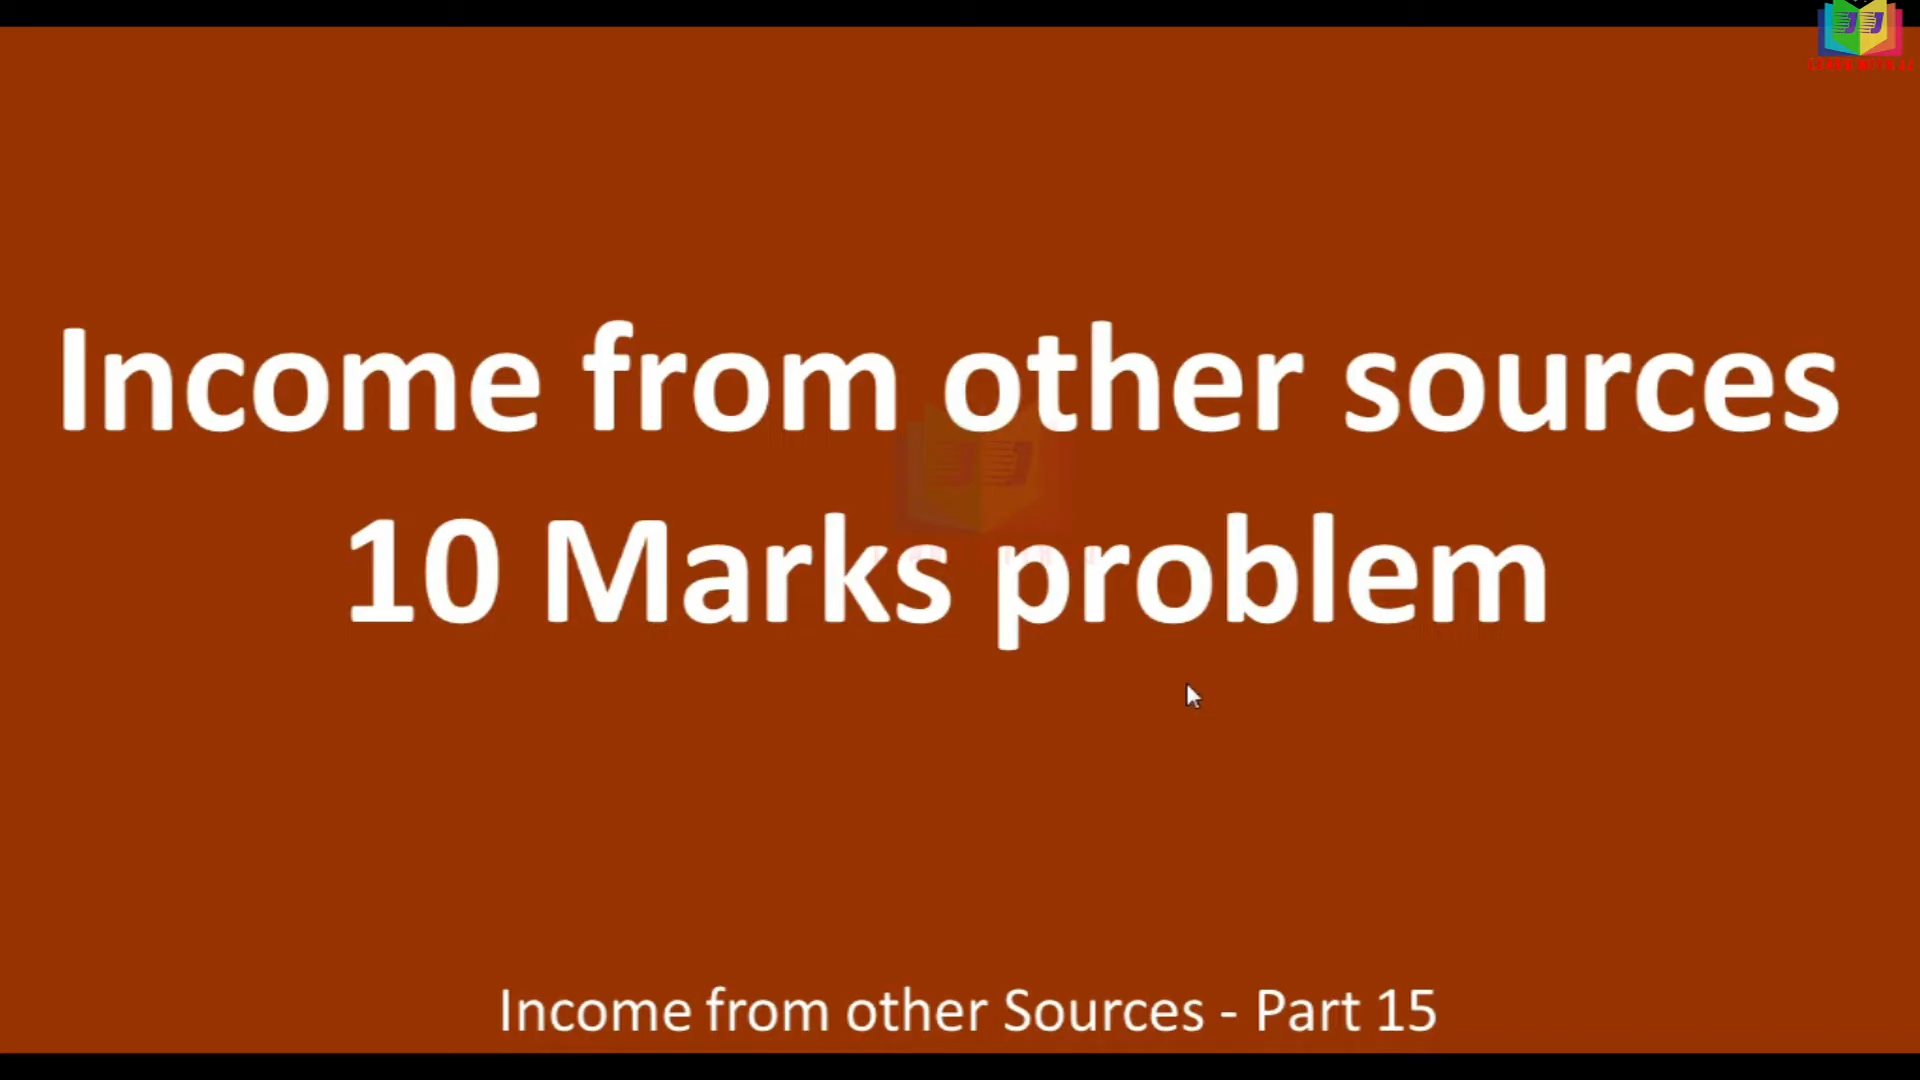 Income from other sources
10 Marks problem
Income from other Sources - Part 15